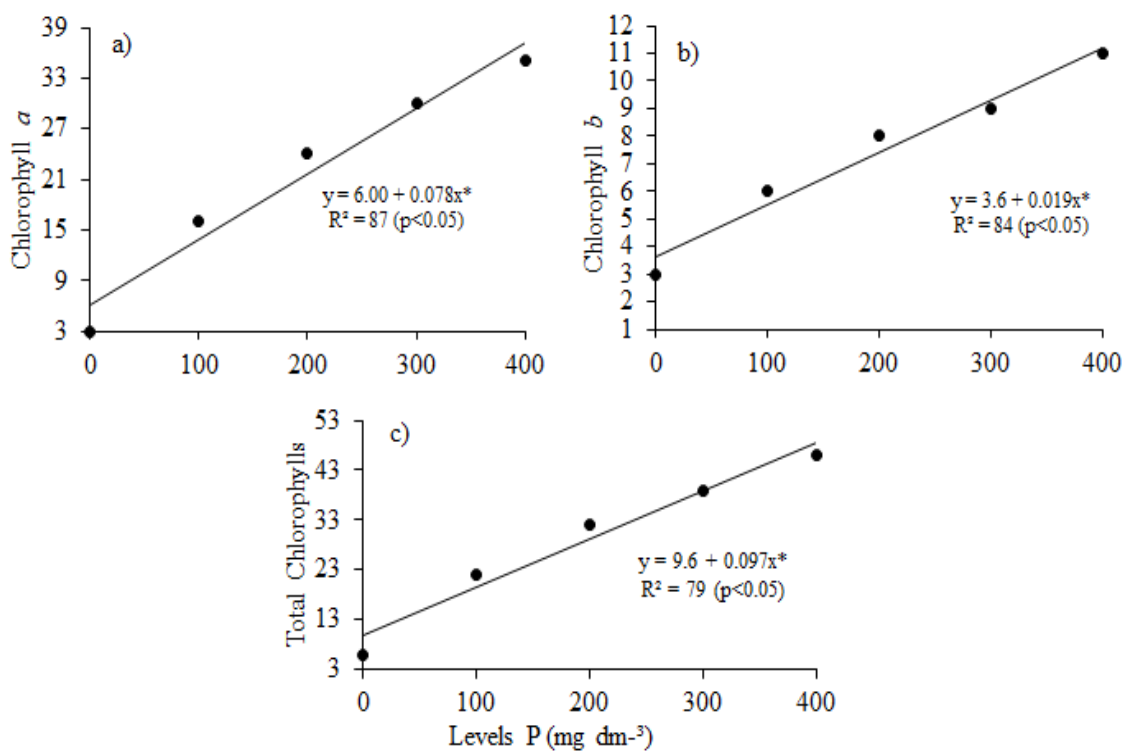 a)
39
33
27
21
15
9
3
Chlorophyll a
y = 6.00 + 0.078x*
R² = 87 (p<0.05)
0 100 200 300 400
b)
12
11
10
9
8
7
6
5
4
3
2
1
Chlorophyll b
y = 3.6 + 0.019x*
R² = 84 (p<0.05)
0 100 200 300 400
c)
53
43
33
23
13
3
Total Chlorophylls
y = 9.6 + 0.097x*
R² = 79 (p<0.05)
0 100 200 300 400
Levels P (mg dm-³)